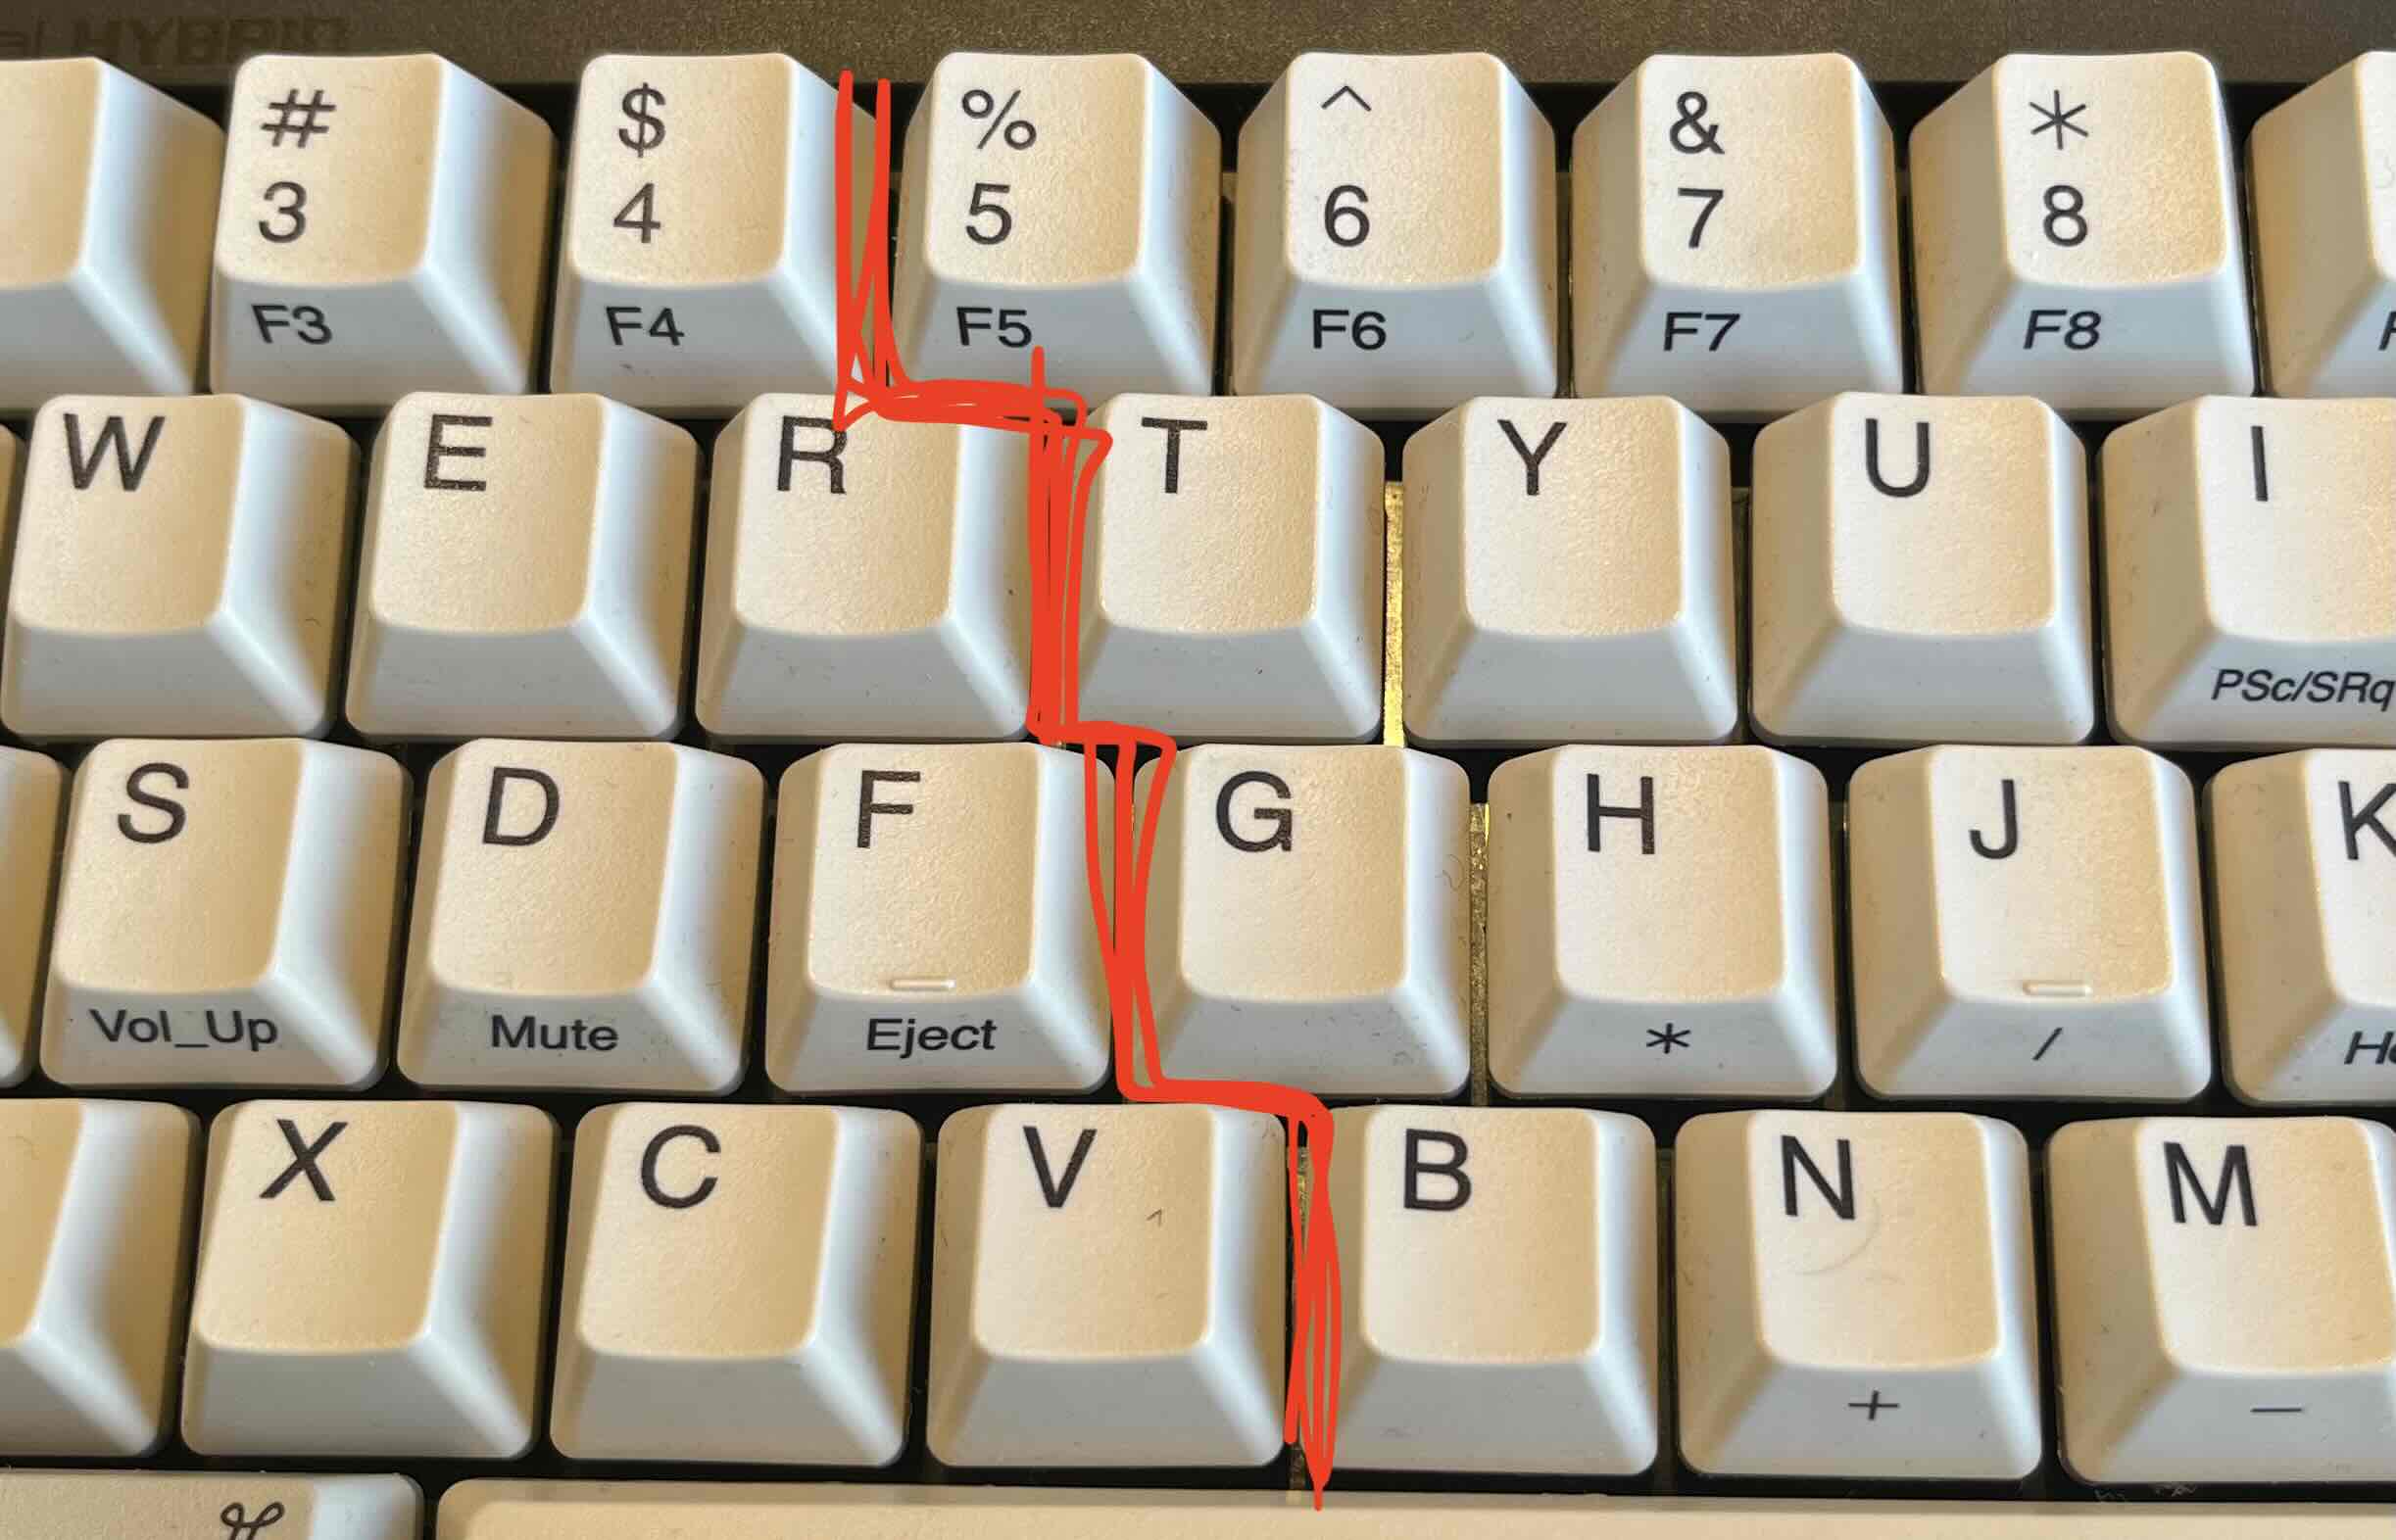 HYBRID
# $ % ^ & *
3 4 5 6 7 8
F3 F4 F5 F6 F7 F8
W E R T Y U I
PSc/SRq
S D F G H J K
Vol_Up Mute Eject * /
X C V B N M
+ −
⌘